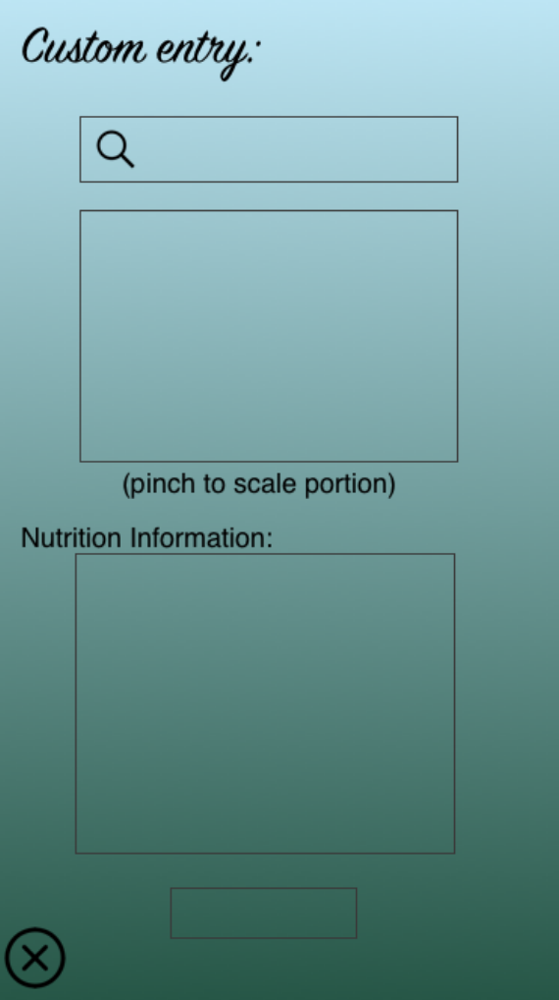 Custom entry:
(pinch to scale portion)
Nutrition Information: